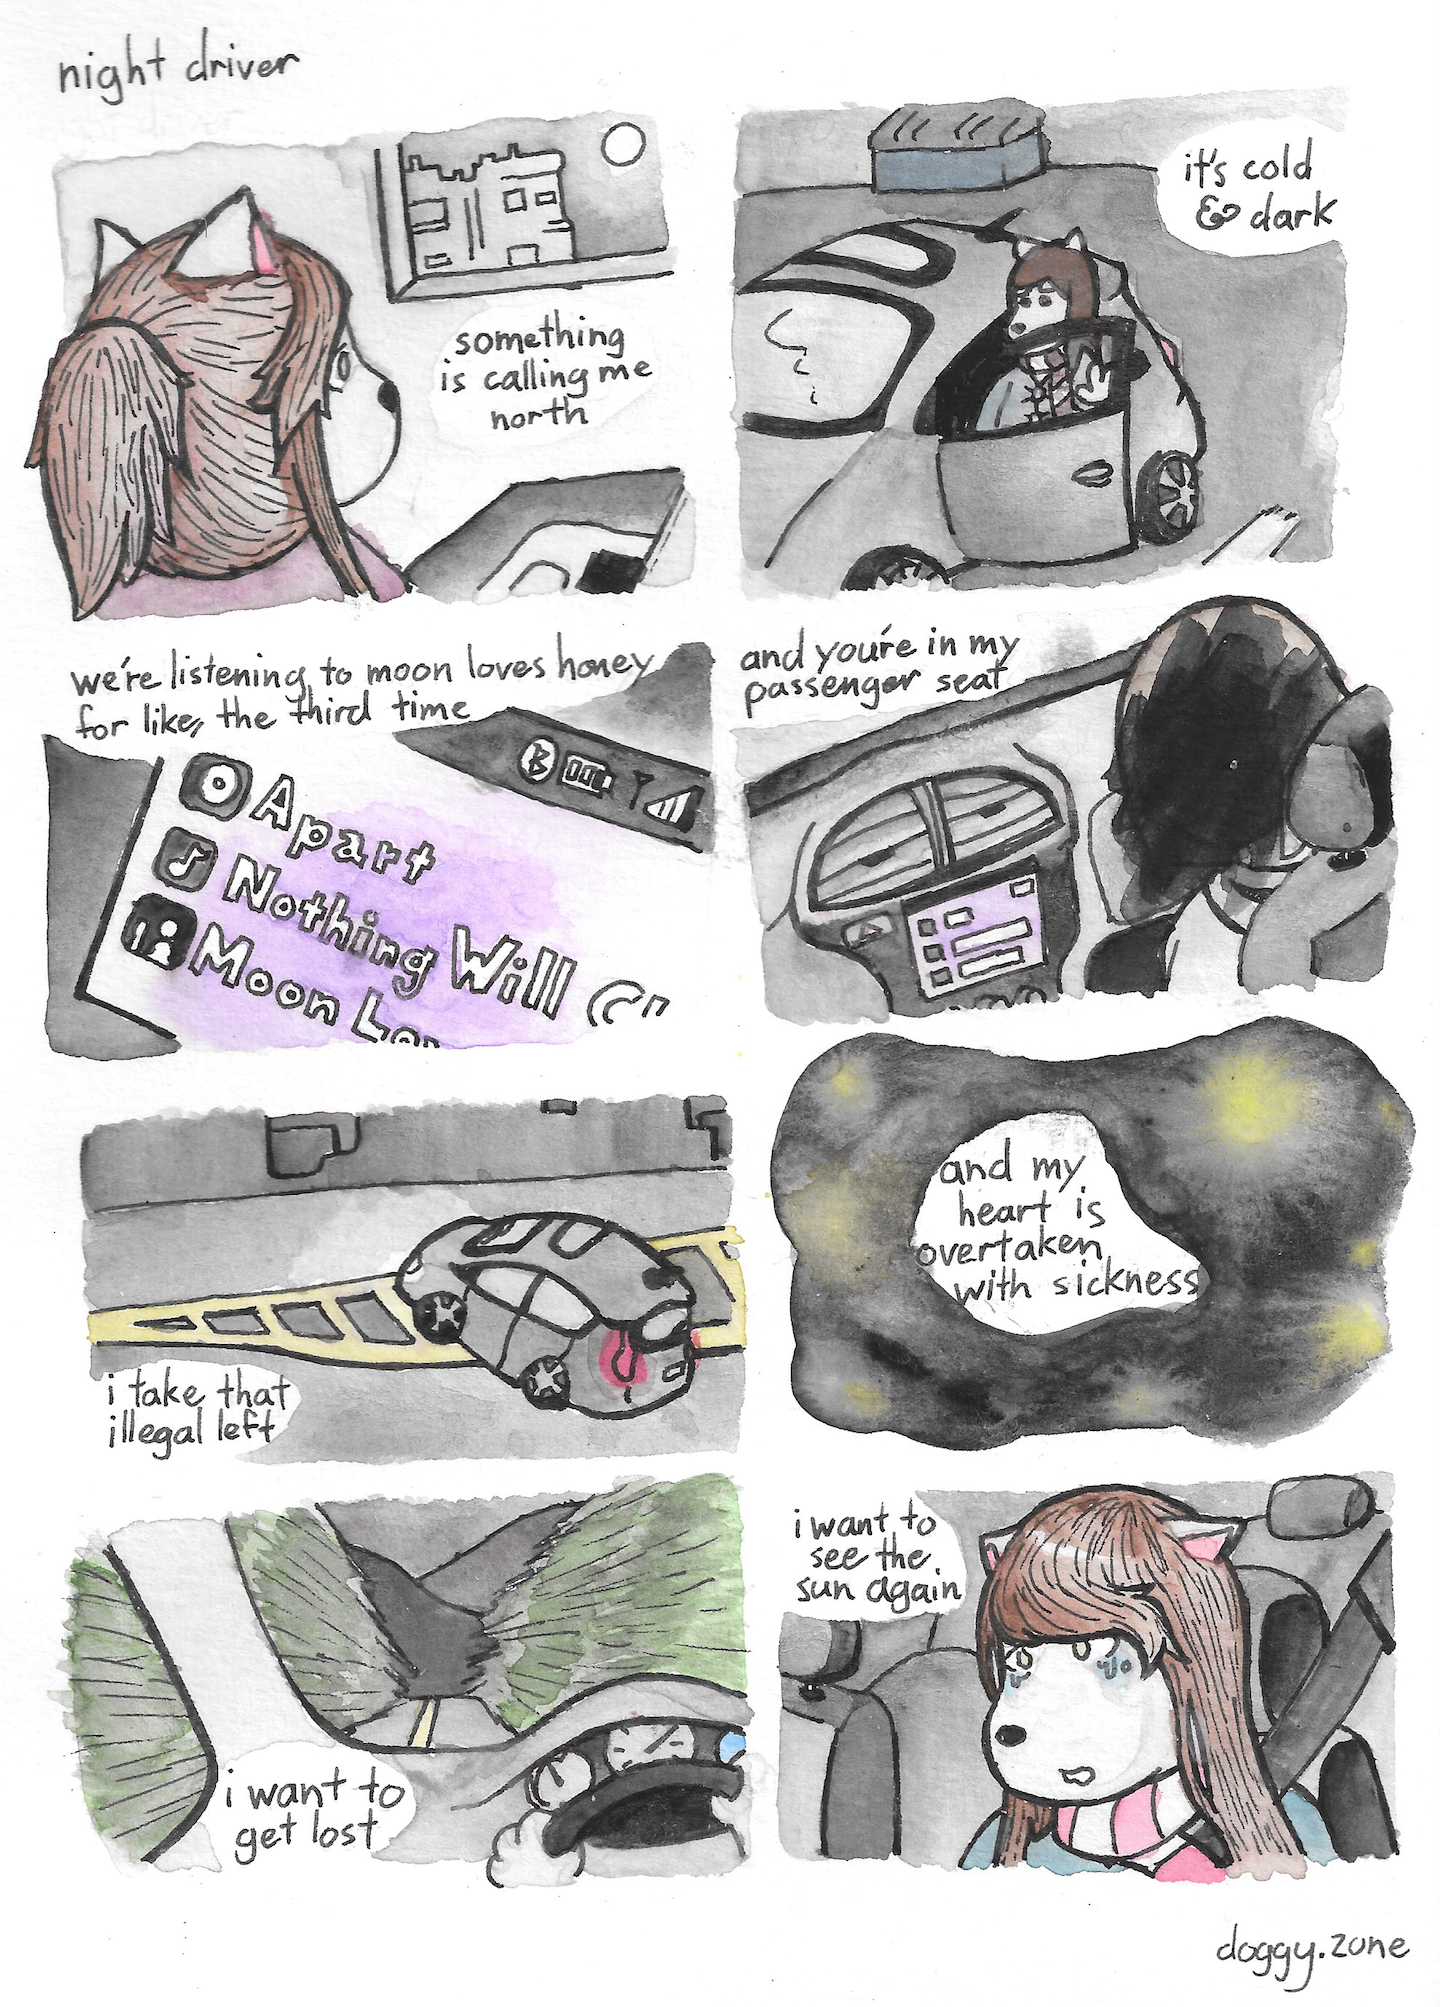 night driver
something
is calling me
north
it's cold
& dark
we're listening to moon loves honey
for like, the third time
Apart
Nothing Will
Moon
and you're in my
passenger seat
i take that
illegal left
and my
heart is
overtaken
with sickness
i want to
get lost
i want to
see the
sun again
doggy.zone